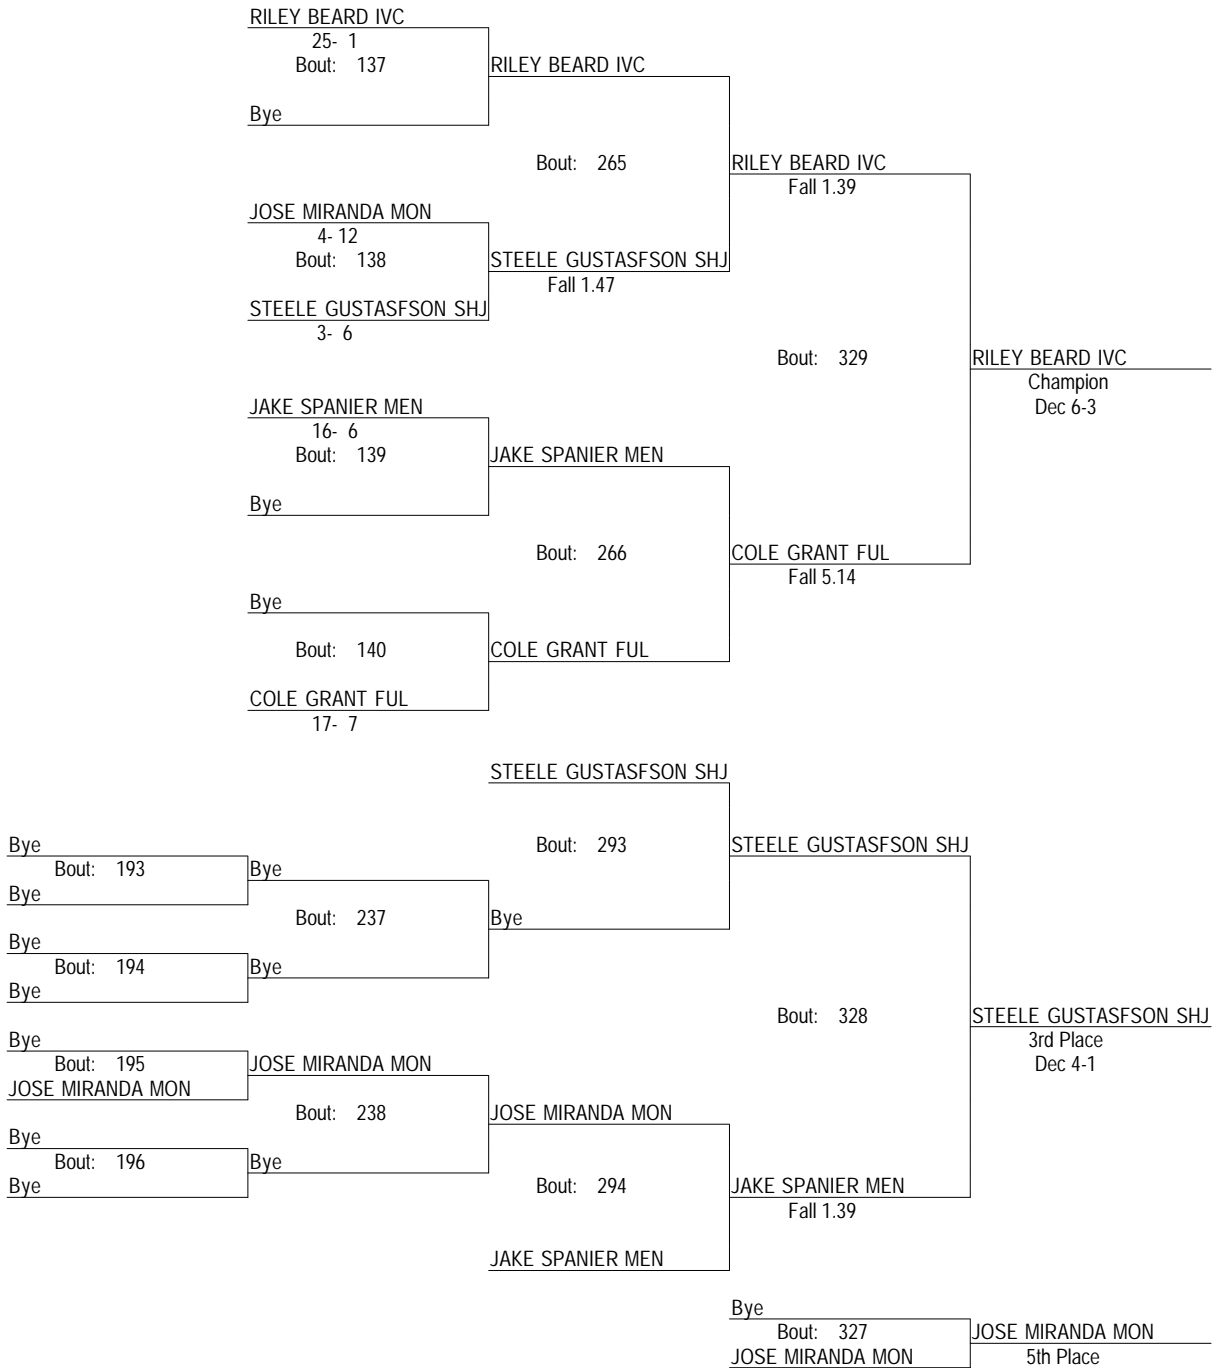 RILEY BEARD IVC
25- 1
Bout: 137
RILEY BEARD IVC
Bye
Bout: 265
RILEY BEARD IVC
Fall 1.39
JOSE MIRANDA MON
4- 12
Bout: 138
STEELE GUSTASFSON SHJ
Fall 1.47
STEELE GUSTASFSON SHJ
3- 6
Bout: 329
RILEY BEARD IVC
Champion
Dec 6-3
JAKE SPANIER MEN
16- 6
Bout: 139
JAKE SPANIER MEN
Bye
Bout: 266
COLE GRANT FUL
Fall 5.14
Bye
Bout: 140
COLE GRANT FUL
COLE GRANT FUL
17- 7
STEELE GUSTASFSON SHJ
Bye
Bout: 293
STEELE GUSTASFSON SHJ
Bout: 193
Bye
Bye
Bout: 237
Bye
Bye
Bout: 194
Bye
Bye
Bout: 328
STEELE GUSTASFSON SHJ
3rd Place
Dec 4-1
Bye
Bout: 195
JOSE MIRANDA MON
JOSE MIRANDA MON
Bout: 238
JOSE MIRANDA MON
Bye
Bout: 196
Bye
Bye
Bout: 294
JAKE SPANIER MEN
Fall 1.39
JAKE SPANIER MEN
Bye
Bout: 327
JOSE MIRANDA MON
JOSE MIRANDA MON
5th Place